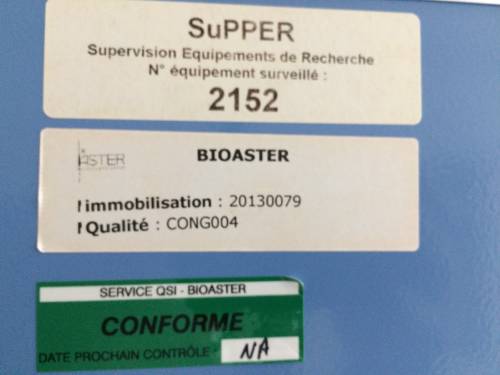 SuPPER
Supervision Equipements de Recherche
N° équipement surveillé :
2152
ASTER
BIOASTER
immobilisation : 20130079
Qualité : CONG004
SERVICE QSI - BIOASTER
CONFORME
DATE PROCHAIN CONTRÔLE
NA